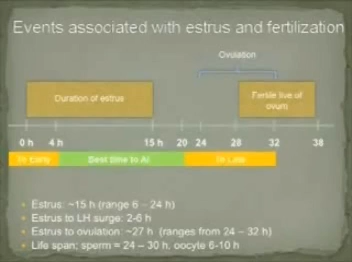 Events associated with estrus and fertilization
Ovulation
Duration of estrus
Fertile live of
ovum
0 h 4 h 15 h 20 24 28 32 38
Best time to AI
Estrus: ~15 h (range 6 – 24 h)
Estrus to LH surge: 2-6 h
Estrus to ovulation: ~27 h (ranges from 24 – 32 h)
Life span: sperm = 24 – 30 h, oocyte 6-10 h